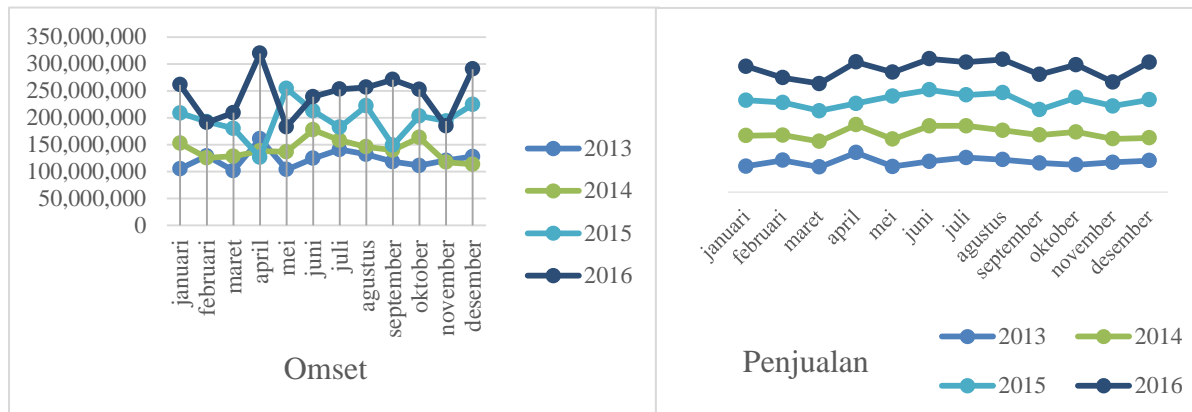 350,000,000
300,000,000
250,000,000
200,000,000
150,000,000
100,000,000
50,000,000
0
januari
februari
maret
april
mei
juni
juli
agustus
september
oktober
november
desember
Omset
2013
2014
2015
2016
januari
februari
maret
april
mei
juni
juli
agustus
september
oktober
november
desember
Penjualan
2013
2014
2015
2016